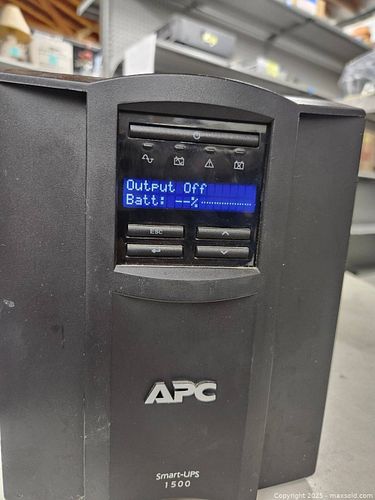 Output Off
Batt: --%
ESC
APC
Smart-UPS
1500
Copyright 2025 - maxsold.com